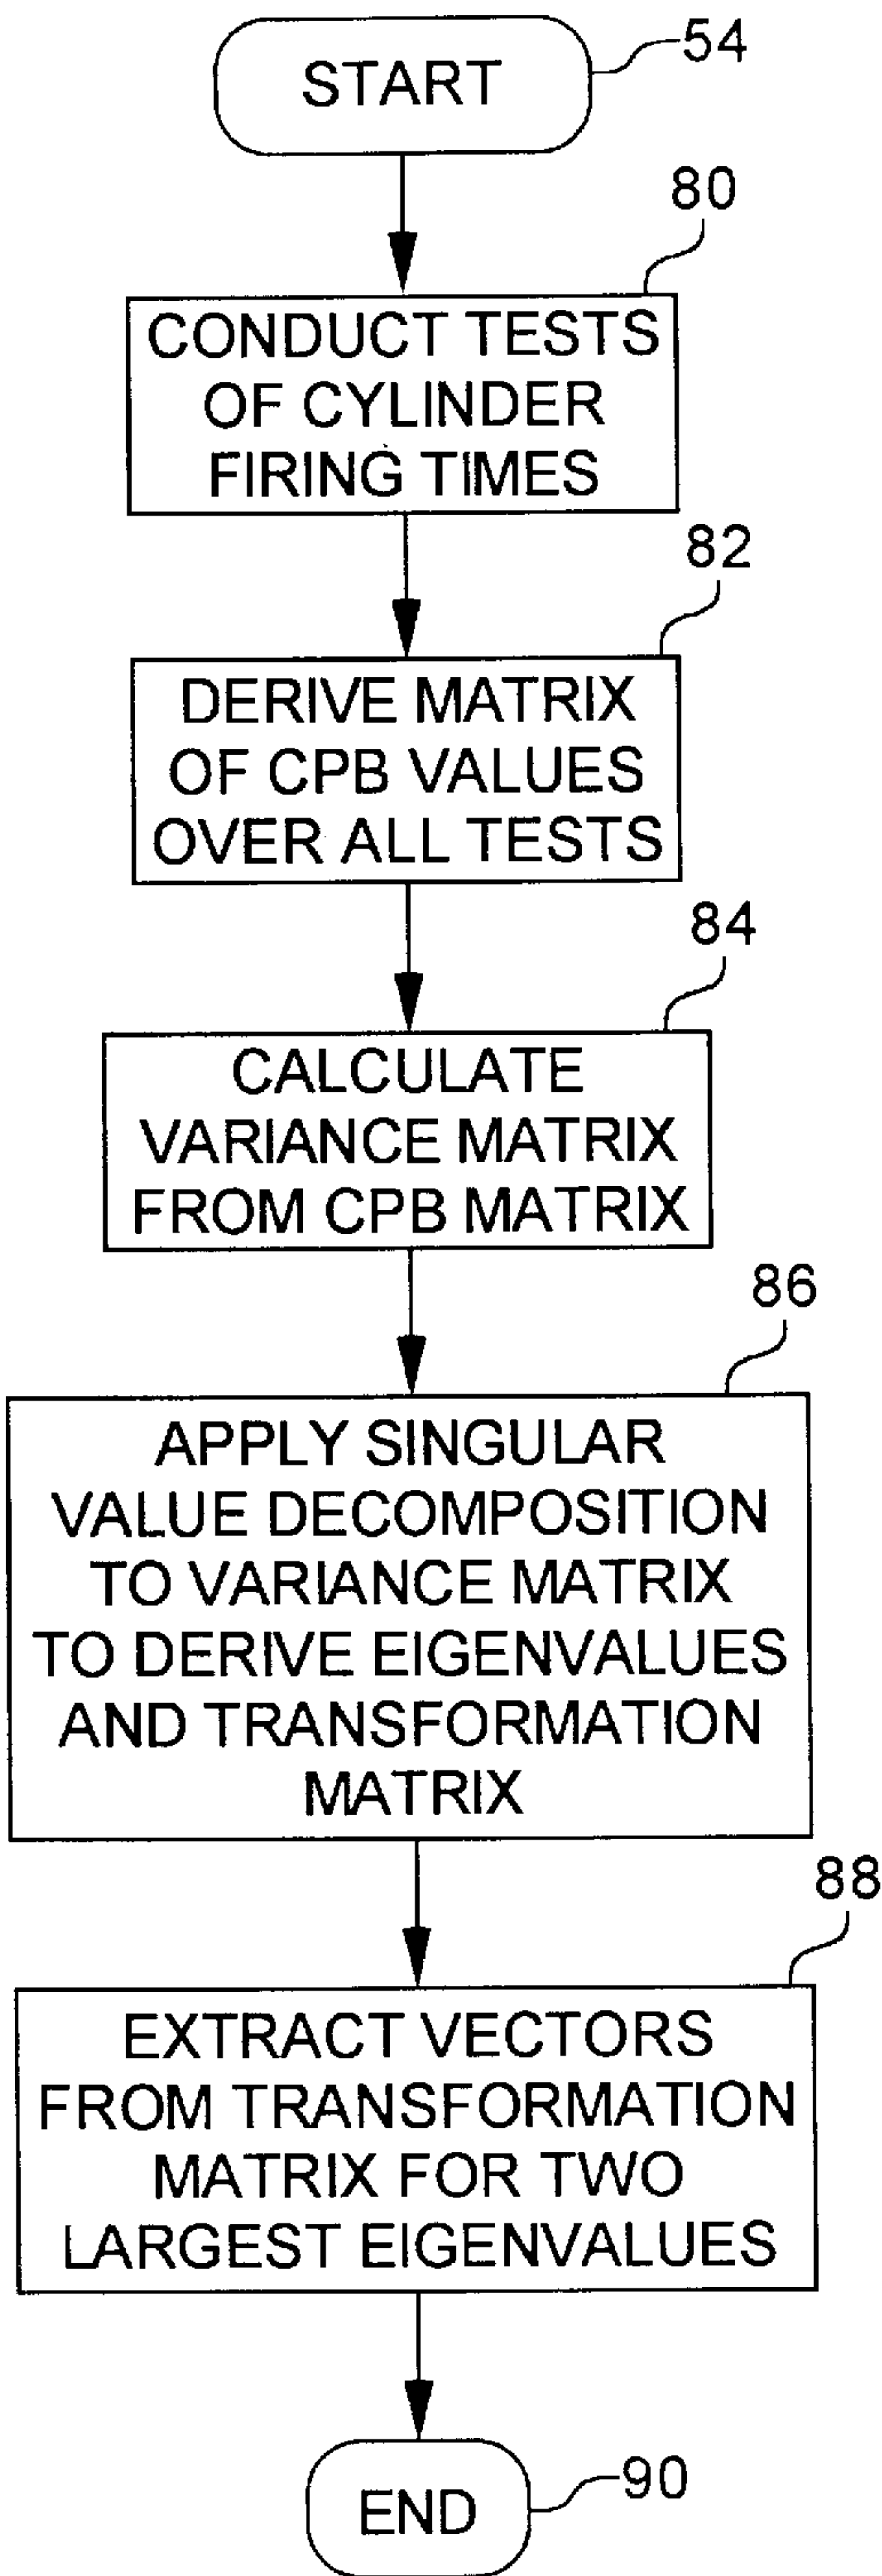 54
START
80
CONDUCT TESTS
OF CYLINDER
FIRING TIMES
82
DERIVE MATRIX
OF CPB VALUES
OVER ALL TESTS
84
CALCULATE
VARIANCE MATRIX
FROM CPB MATRIX
86
APPLY SINGULAR
VALUE DECOMPOSITION
TO VARIANCE MATRIX
TO DERIVE EIGENVALUES
AND TRANSFORMATION
MATRIX
88
EXTRACT VECTORS
FROM TRANSFORMATION
MATRIX FOR TWO
LARGEST EIGENVALUES
90
END